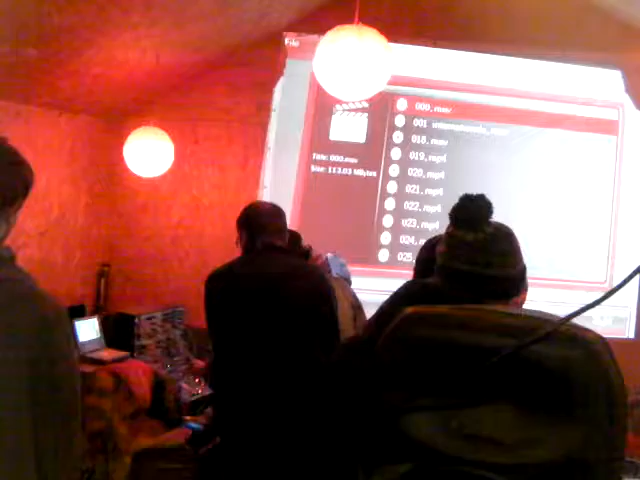 File
000.mov
001
018.mov
019.mp4
020.mp4
021.mp4
022.mp4
023.mp4
024.
025.
Title: 000.mov
Size: 113.03 Mbytes